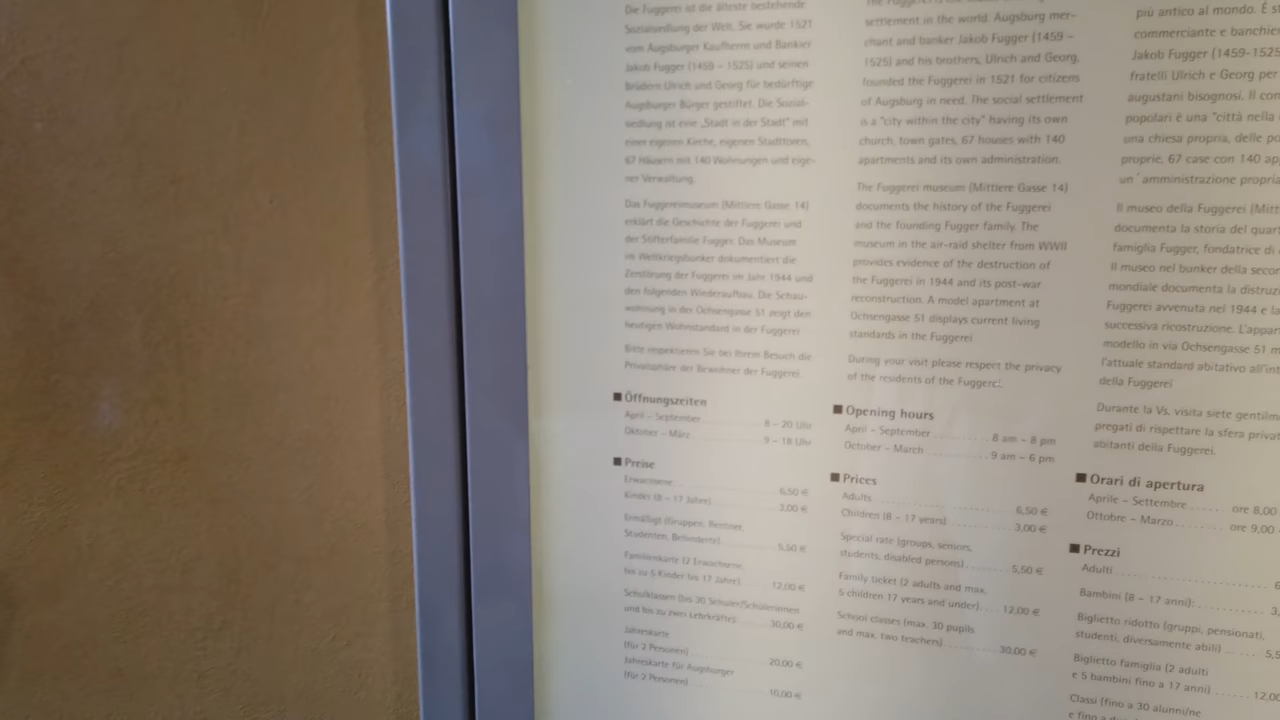 Die Fuggerei ist die älteste bestehende
Sozialsiedlung der Welt. Sie wurde 1521
vom Augsburger Kaufherrn und Bankier
Jakob Fugger (1459 – 1525) und seinen
Brüdern Ulrich und Georg für bedürftige
Augsburger Bürger gestiftet. Die Sozial-
siedlung ist eine „Stadt in der Stadt" mit
einer eigenen Kirche, eigenen Stadttoren,
67 Häusern mit 140 Wohnungen und eige-
ner Verwaltung.
Das Fuggereimuseum (Mittlere Gasse 14)
erklärt die Geschichte der Fuggerei und
der Stifterfamilie Fugger. Das Museum
im Weltkriegsbunker dokumentiert die
Zerstörung der Fuggerei im Jahr 1944 und
den folgenden Wiederaufbau. Die Schau-
wohnung in der Ochsengasse 51 zeigt den
heutigen Wohnstandard in der Fuggerei
Bitte respektieren Sie bei Ihrem Besuch die
Privatsphäre der Bewohner der Fuggerei.
■ Öffnungszeiten
April – September 8 – 20 Uhr
Oktober – März 9 – 18 Uhr
■ Preise
Erwachsene 6,50 €
Kinder (8 – 17 Jahre) 3,00 €
Ermäßigt (Gruppen, Rentner,
Studenten, Behinderte) 5,50 €
Familienkarte (2 Erwachsene,
bis zu 5 Kinder bis 17 Jahre) 12,00 €
Schulklassen (bis 30 Schüler/Schülerinnen
und bis zu zwei Lehrkräfte) 30,00 €
Jahreskarte
(für 2 Personen) 20,00 €
Jahreskarte für Augsburger
(für 2 Personen) 10,00 €
settlement in the world. Augsburg mer-
chant and banker Jakob Fugger (1459 –
1525) and his brothers, Ulrich and Georg,
founded the Fuggerei in 1521 for citizens
of Augsburg in need. The social settlement
is a "city within the city" having its own
church, town gates, 67 houses with 140
apartments and its own administration.
The Fuggerei museum (Mittlere Gasse 14)
documents the history of the Fuggerei
and the founding Fugger family. The
museum in the air-raid shelter from WWII
provides evidence of the destruction of
the Fuggerei in 1944 and its post-war
reconstruction. A model apartment at
Ochsengasse 51 displays current living
standards in the Fuggerei
During your visit please respect the privacy
of the residents of the Fuggerei.
■ Opening hours
April – September 8 am – 8 pm
October – March 9 am – 6 pm
■ Prices
Adults 6,50 €
Children (8 – 17 years) 3,00 €
Special rate (groups, seniors,
students, disabled persons) 5,50 €
Family ticket (2 adults and max.
5 children 17 years and under) 12,00 €
School classes (max. 30 pupils
and max. two teachers) 30,00 €
più antico al mondo. È
commerciante e banchie
Jakob Fugger (1459-1525
fratelli Ulrich e Georg per
augustani bisognosi. Il
popolari è una "città nella
una chiesa propria, delle
proprie, 67 case con 140
un´amministrazione propria
Il museo della Fuggerei
documenta la storia del
famiglia Fugger, fondatrice di
Il museo nel bunker della
mondiale documenta la
Fuggerei avvenuta nel 1944 e
successiva ricostruzione.
modello in via Ochsengasse 51
l'attuale standard abitativo
della Fuggerei
Durante la Vs. visita siete
pregati di rispettare la sfera
abitanti della Fuggerei.
■ Orari di apertura
Aprile – Settembre ore 8,00
Ottobre – Marzo ore 9,00
■ Prezzi
Adulti 6
Bambini (8 – 17 anni): 3,
Biglietto ridotto (gruppi, pensionati,
studenti, diversamente abili) 5,5
Biglietto famiglia (2 adulti
e 5 bambini fino a 17 anni) 12,00
Classi (fino a 30 alunni/ne